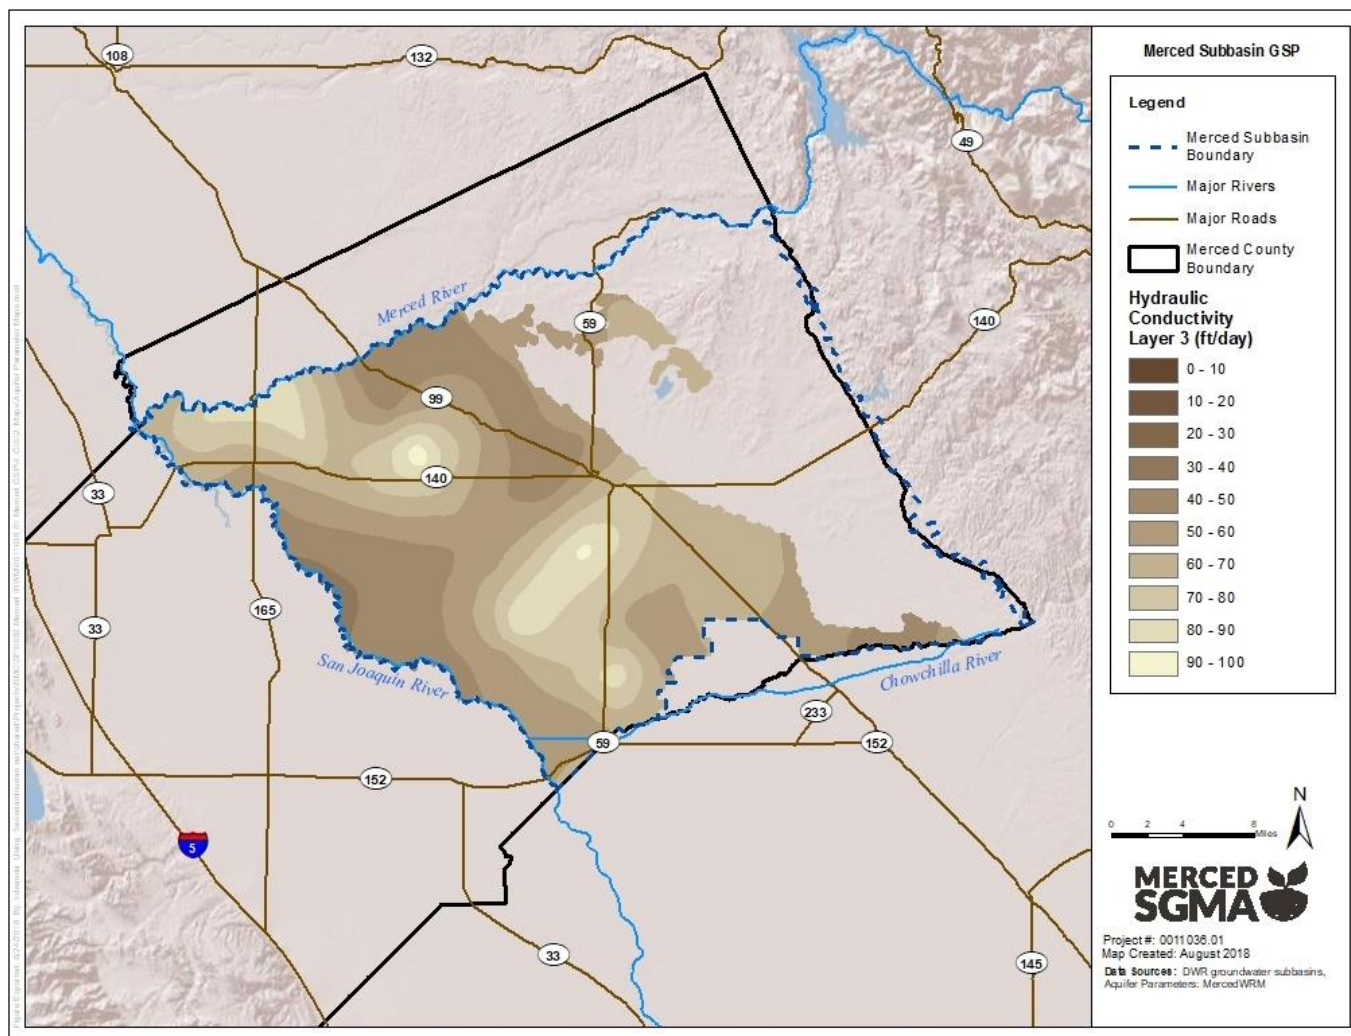 Merced Subbasin GSP
Legend
Merced Subbasin
Boundary
Major Rivers
Major Roads
Merced County
Boundary
Hydraulic
Conductivity
Layer 3 (ft/day)
0 - 10
10 - 20
20 - 30
30 - 40
40 - 50
50 - 60
60 - 70
70 - 80
80 - 90
90 - 100
108
132
49
Merced River
59
140
99
140
33
165
33
San Joaquin River
Chowchilla River
233
59
152
152
5
33
145
N
0 2 4 8
Miles
MERCED
SGMA
Project #: 0011036.01
Map Created: August 2018
Data Sources: DWR groundwater subbasins,
Aquifer Parameters: MercedWRM